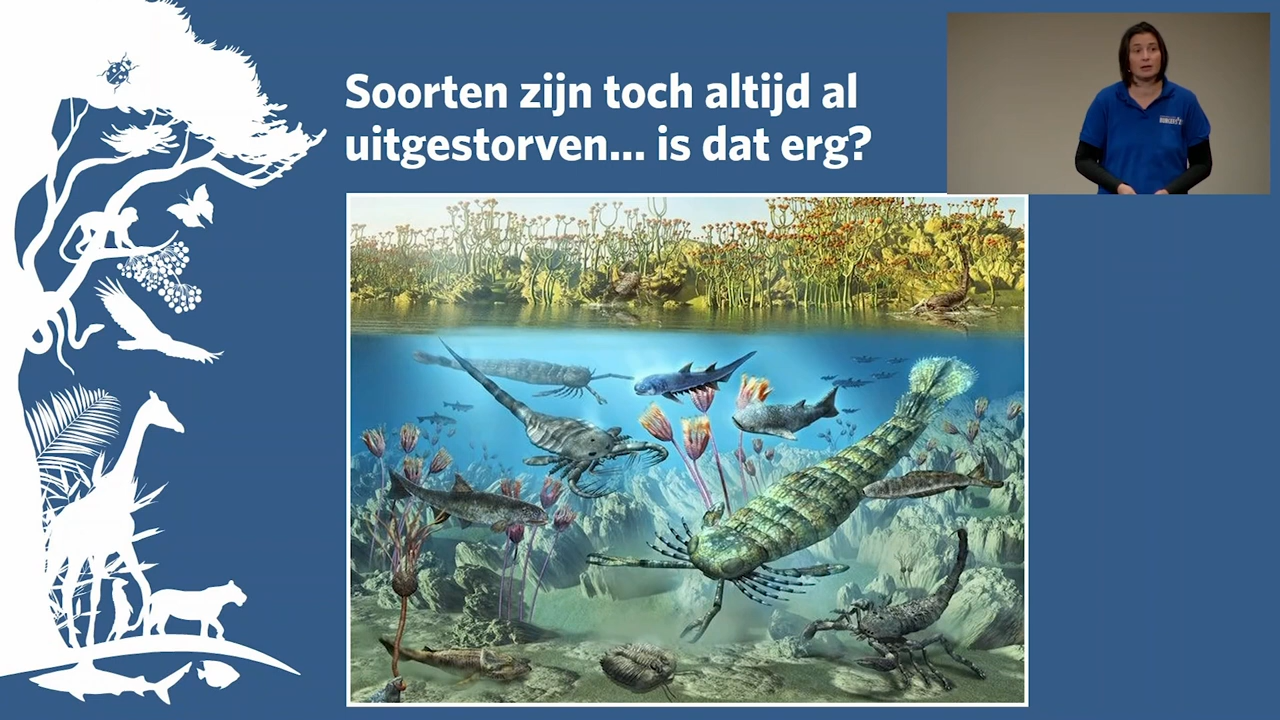 Soorten zijn toch altijd al
uitgestorven... is dat erg?